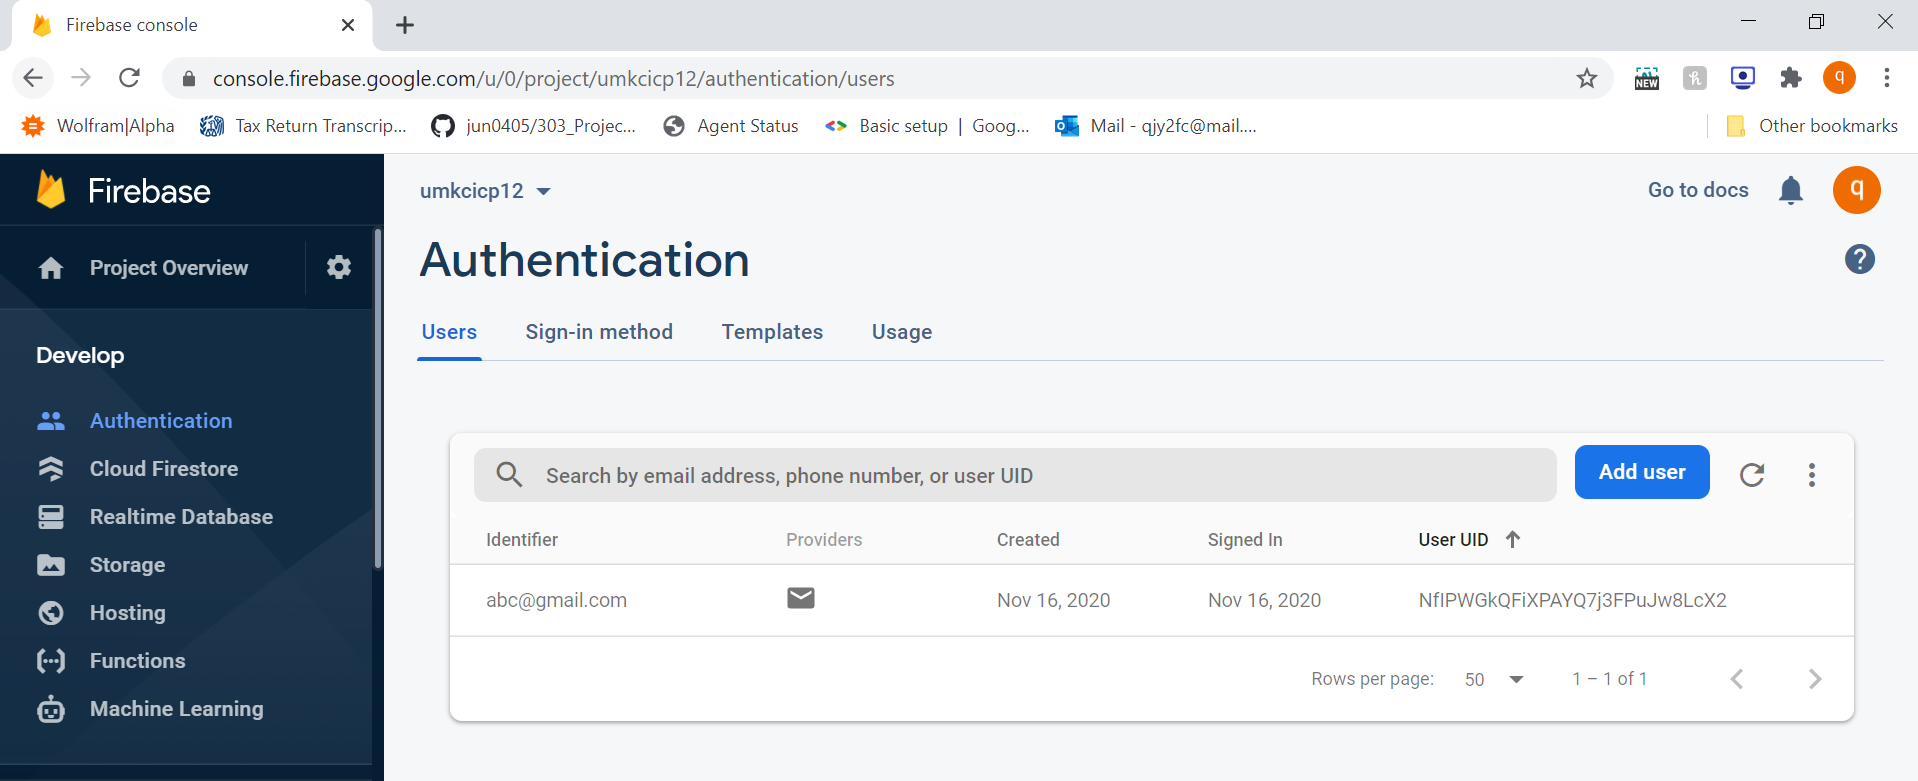 Firebase console
console.firebase.google.com/u/0/project/umkcicp12/authentication/users
NEW
h
q
Wolfram|Alpha
Tax Return Transcrip...
jun0405/303_Projec...
Agent Status
Basic setup | Goog...
Mail - qjy2fc@mail....
Other bookmarks
Firebase
umkcicp12
Go to docs
q
Project Overview
Authentication
?
Users
Sign-in method
Templates
Usage
Develop
Authentication
Cloud Firestore
Realtime Database
Storage
Hosting
Functions
Machine Learning
Search by email address, phone number, or user UID
Add user
Identifier Providers Created Signed In User UID
abc@gmail.com Nov 16, 2020 Nov 16, 2020 NfIPWGkQFiXPAYQ7j3FPuJw8LcX2
Rows per page: 50 1 – 1 of 1